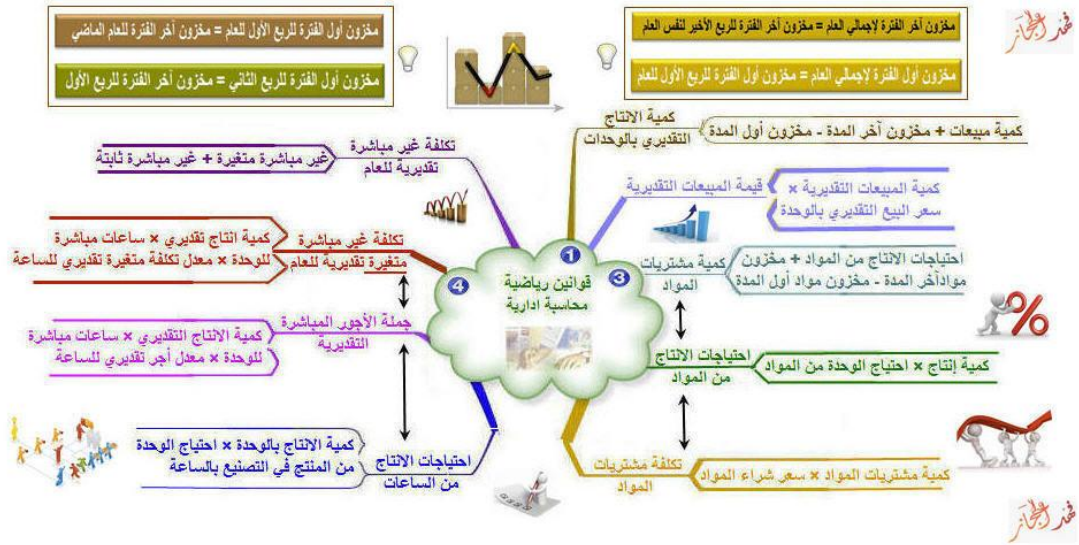 فهد الحجاز
مخزون آخر الفترة لإجمالي العام = مخزون آخر الفترة للربع الأخير لنفس العام
مخزون أول الفترة لإجمالي العام = مخزون أول الفترة للربع الأول للعام
مخزون أول الفترة للربع الأول للعام = مخزون آخر الفترة للعام الماضي
مخزون أول الفترة للربع الثاني = مخزون آخر الفترة للربع الأول
قوانين رياضية
محاسبة ادارية
1
3
4
كمية الانتاج
التقديري بالوحدات
كمية مبيعات + مخزون آخر المدة - مخزون أول المدة
قيمة المبيعات التقديرية
كمية المبيعات التقديرية ×
سعر البيع التقديري بالوحدة
كمية مشتريات
المواد
احتياجات الانتاج من المواد + مخزون
موادآخر المدة - مخزون مواد أول المدة
احتياجات الانتاج
من المواد
كمية إنتاج × احتياج الوحدة من المواد
تكلفة مشتريات
المواد
كمية مشتريات المواد × سعر شراء المواد
تكلفة غير مباشرة
تقديرية للعام
غير مباشرة متغيرة + غير مباشرة ثابتة
تكلفة غير مباشرة
متغيرة تقديرية للعام
كمية انتاج تقديري × ساعات مباشرة
للوحدة × معدل تكلفة متغيرة تقديري للساعة
جملة الأجور المباشرة
التقديرية
كمية الانتاج التقديري × ساعات مباشرة
للوحدة × معدل أجر تقديري للساعة
احتياجات الانتاج
من الساعات
كمية الانتاج بالوحدة × احتياج الوحدة
من المنتج في التصنيع بالساعة
%
فهد الحجاز